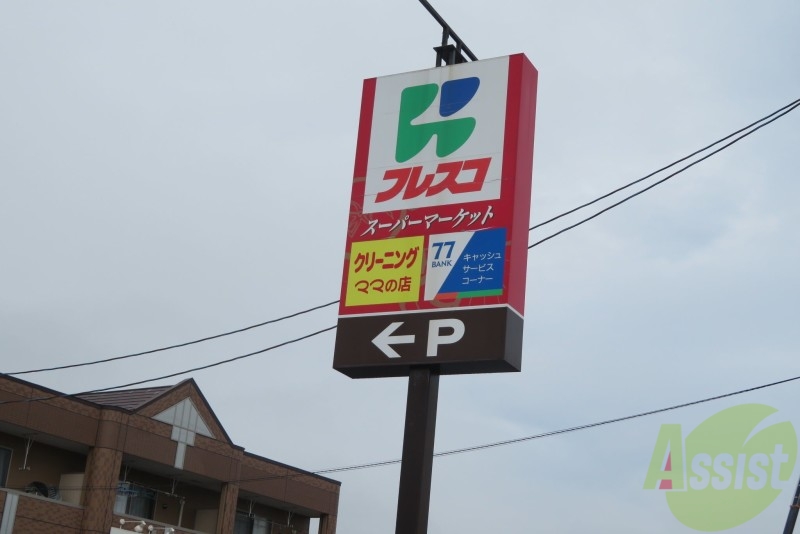 フレスコ
スーパーマーケット
クリーニング
ママの店
77
BANK
キャッシュ
サービス
コーナー
←P
Assist